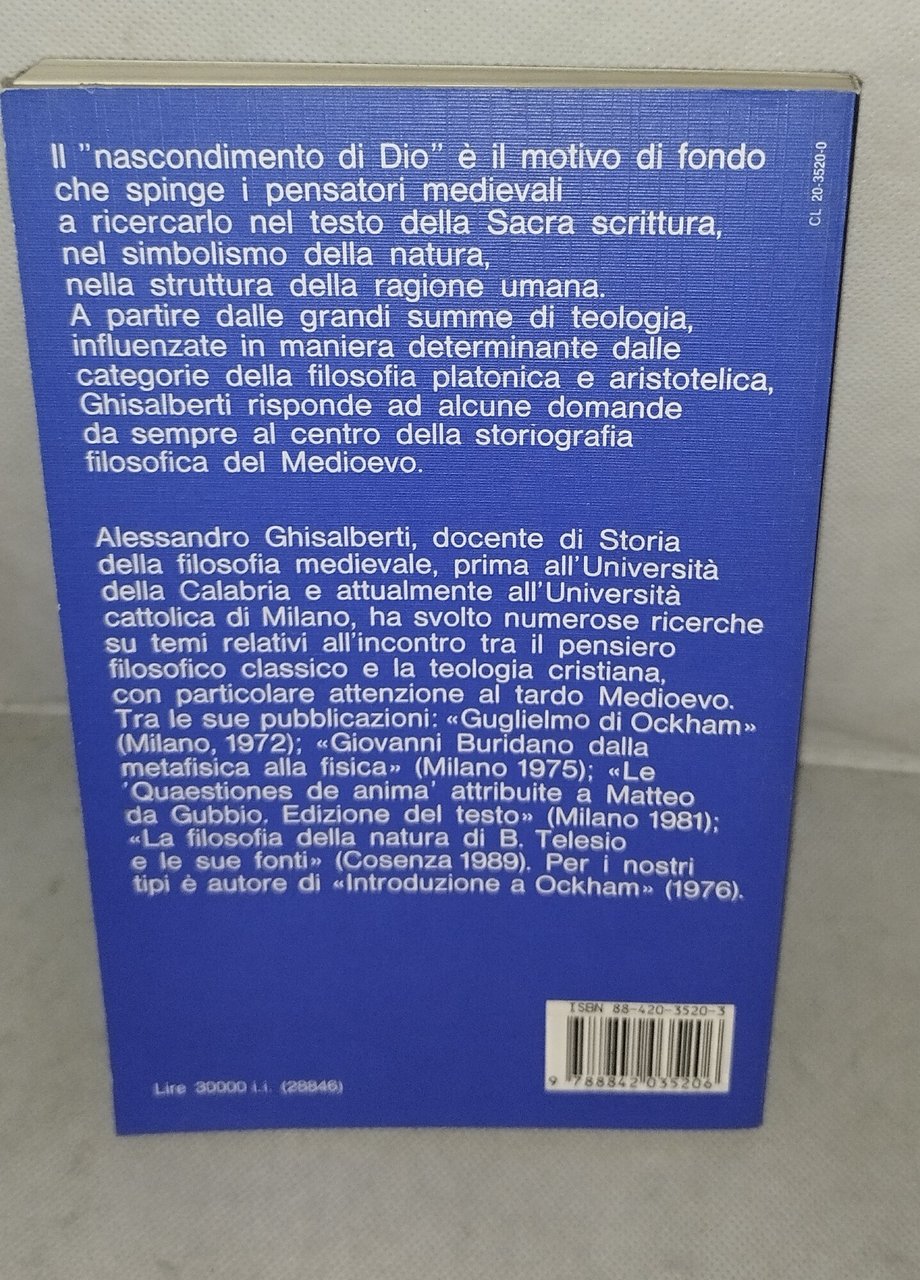 Il "nascondimento di Dio" è il motivo di fondo
che spinge i pensatori medievali
a ricercarlo nel testo della Sacra scrittura,
nel simbolismo della natura,
nella struttura della ragione umana.
A partire dalle grandi summe di teologia,
influenzate in maniera determinante dalle
categorie della filosofia platonica e aristotelica,
Ghisalberti risponde ad alcune domande
da sempre al centro della storiografia
filosofica del Medioevo.
Alessandro Ghisalberti, docente di Storia
della filosofia medievale, prima all'Università
della Calabria e attualmente all'Università
cattolica di Milano, ha svolto numerose ricerche
su temi relativi all'incontro tra il pensiero
filosofico classico e la teologia cristiana,
con particolare attenzione al tardo Medioevo.
Tra le sue pubblicazioni: «Guglielmo di Ockham»
(Milano, 1972); «Giovanni Buridano dalla
metafisica alla fisica» (Milano 1975); «Le
'Quaestiones de anima' attribuite a Matteo
da Gubbio. Edizione del testo» (Milano 1981);
«La filosofia della natura di B. Telesio
e le sue fonti» (Cosenza 1989). Per i nostri
tipi è autore di «Introduzione a Ockham» (1976).
CL 20-3520-0
ISBN 88-420-3520-3
9 788842 035206
Lire 30000 i.i. (28846)